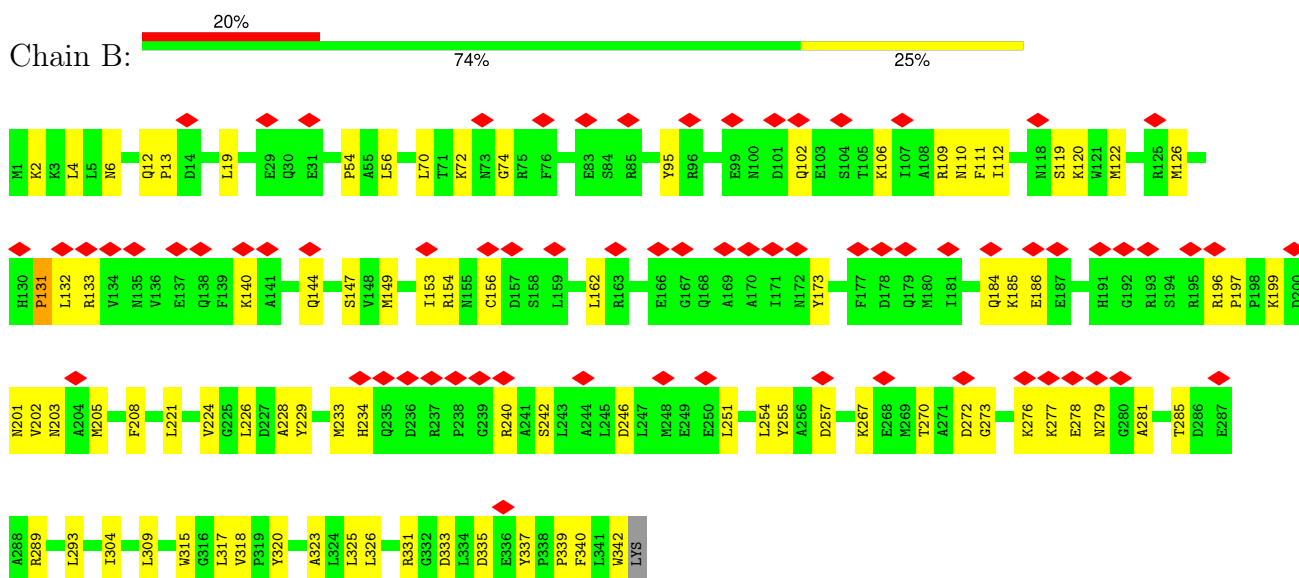 20%
Chain B:
74% 25%
M1 K2 K3 L4 L5 N6 Q12 P13 D14 L19 E29 Q30 E31 P54 A55 L56 L70 T71 K72 N73 G74 R75 F76 E83 S84 R85 Y95 R96 E99 N100 D101 Q102 E103 S104 T105 K106 I107 A108 R109 N110 F111 I112 N118 S119 K120 W121 M122 R125 M126
H130 P131 L132 R133 V134 N135 V136 E137 Q138 F139 K140 A141 Q144 S147 V148 M149 I153 R154 N155 C156 D157 S158 L159 L162 R163 E166 G167 Q168 A169 A170 I171 N172 Y173 F177 D178 Q179 M180 I181 Q184 K185 E186 E187 H191 G192 R193 S194 R195 R196 P197 P198 K199 D200
N201 V202 N203 A204 M205 F208 L221 V224 G225 L226 D227 A228 Y229 M233 H234 Q235 D236 R237 P238 G239 R240 A241 S242 L243 A244 L245 D246 L247 M248 E249 E250 L251 L254 Y255 A256 D257 K267 E268 M269 T270 A271 D272 G273 K276 K277 E278 N279 G280 A281 T285 D286 E287
A288 R289 L293 I304 L309 W315 G316 L317 V318 P319 Y320 A323 L324 L325 L326 R331 G332 D333 L334 D335 E336 Y337 P338 P339 F340 L341 W342 LYS